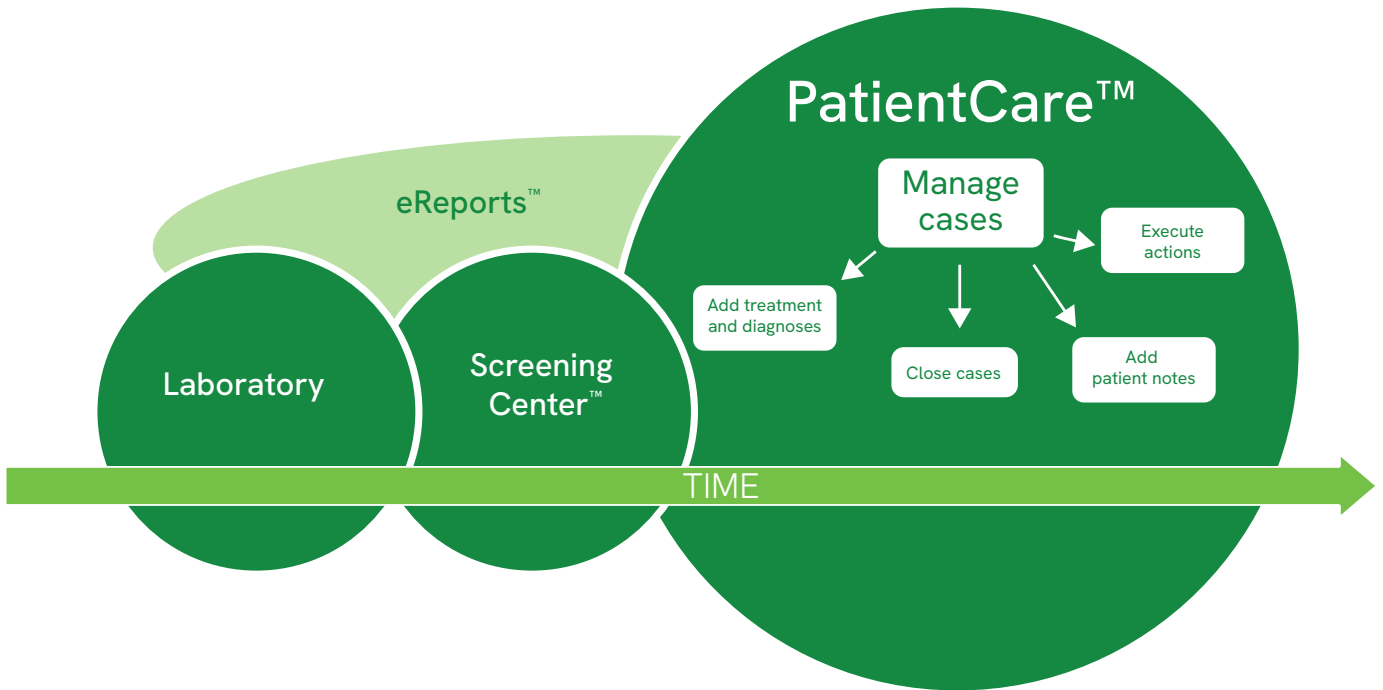 PatientCare™
Manage
cases
Execute
actions
Add treatment
and diagnoses
Close cases
Add
patient notes
eReports™
Laboratory
Screening
Center™
TIME